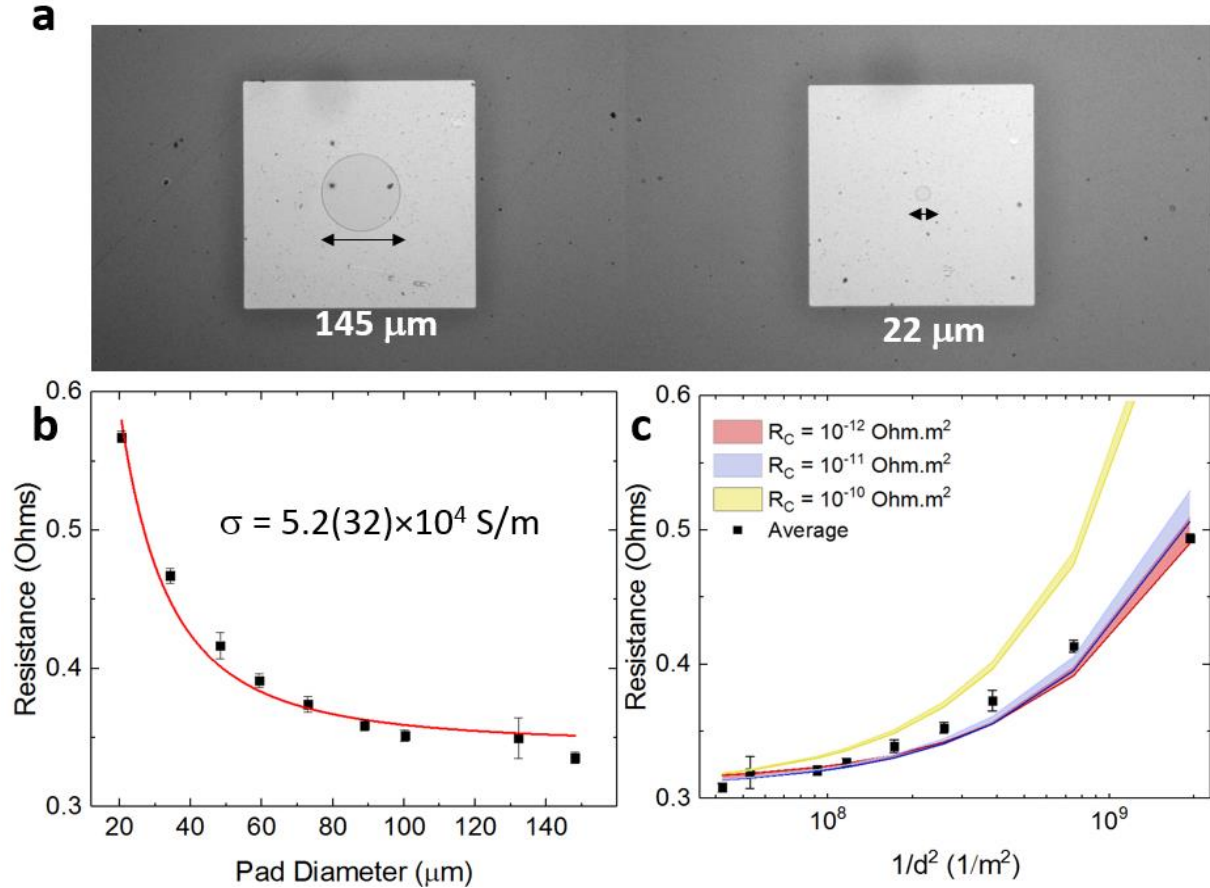 a
145 μm
22 μm
b
σ = 5.2(32)×10⁴ S/m
Resistance (Ohms)
0.6
0.5
0.4
0.3
20 40 60 80 100 120 140
Pad Diameter (μm)
c
R_C = 10⁻¹² Ohm.m²
R_C = 10⁻¹¹ Ohm.m²
R_C = 10⁻¹⁰ Ohm.m²
Average
Resistance (Ohms)
0.6
0.5
0.4
0.3
10⁸ 10⁹
1/d² (1/m²)